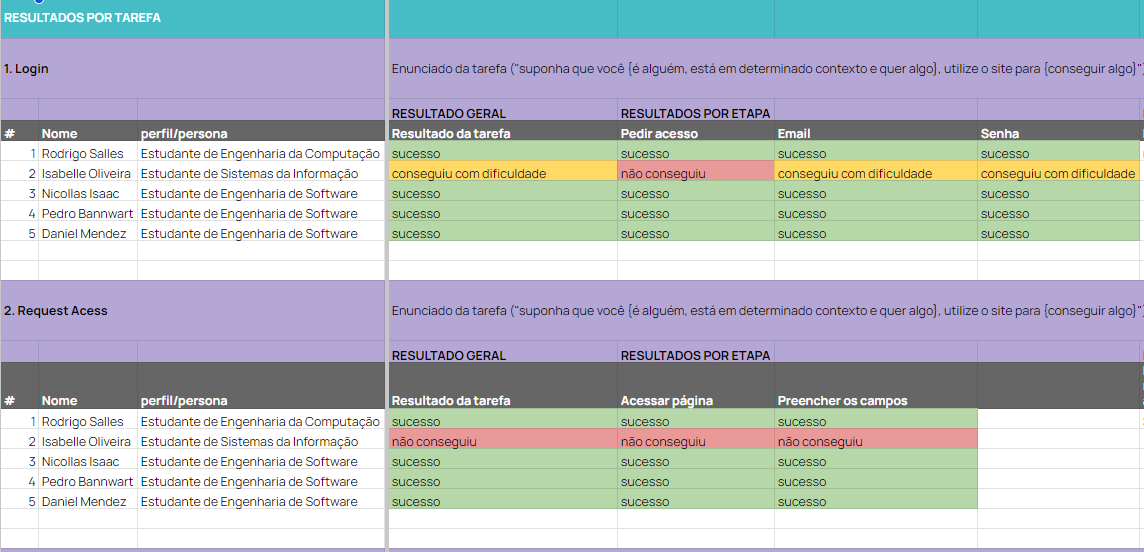 RESULTADOS POR TAREFA
1. Login Enunciado da tarefa ("suponha que você {é alguém, está em determinado contexto e quer algo}, utilize o site para {conseguir algo}"
RESULTADO GERAL RESULTADOS POR ETAPA
# Nome perfil/persona Resultado da tarefa Pedir acesso Email Senha
1 Rodrigo Salles Estudante de Engenharia da Computação sucesso sucesso sucesso sucesso
2 Isabelle Oliveira Estudante de Sistemas da Informação conseguiu com dificuldade não conseguiu conseguiu com dificuldade conseguiu com dificuldade
3 Nicollas Isaac Estudante de Engenharia de Software sucesso sucesso sucesso sucesso
4 Pedro Bannwart Estudante de Engenharia de Software sucesso sucesso sucesso sucesso
5 Daniel Mendez Estudante de Engenharia de Software sucesso sucesso sucesso sucesso
2. Request Acess Enunciado da tarefa ("suponha que você {é alguém, está em determinado contexto e quer algo}, utilize o site para {conseguir algo}"
RESULTADO GERAL RESULTADOS POR ETAPA
# Nome perfil/persona Resultado da tarefa Acessar página Preencher os campos
1 Rodrigo Salles Estudante de Engenharia da Computação sucesso sucesso sucesso
2 Isabelle Oliveira Estudante de Sistemas da Informação não conseguiu não conseguiu não conseguiu
3 Nicollas Isaac Estudante de Engenharia de Software sucesso sucesso sucesso
4 Pedro Bannwart Estudante de Engenharia de Software sucesso sucesso sucesso
5 Daniel Mendez Estudante de Engenharia de Software sucesso sucesso sucesso